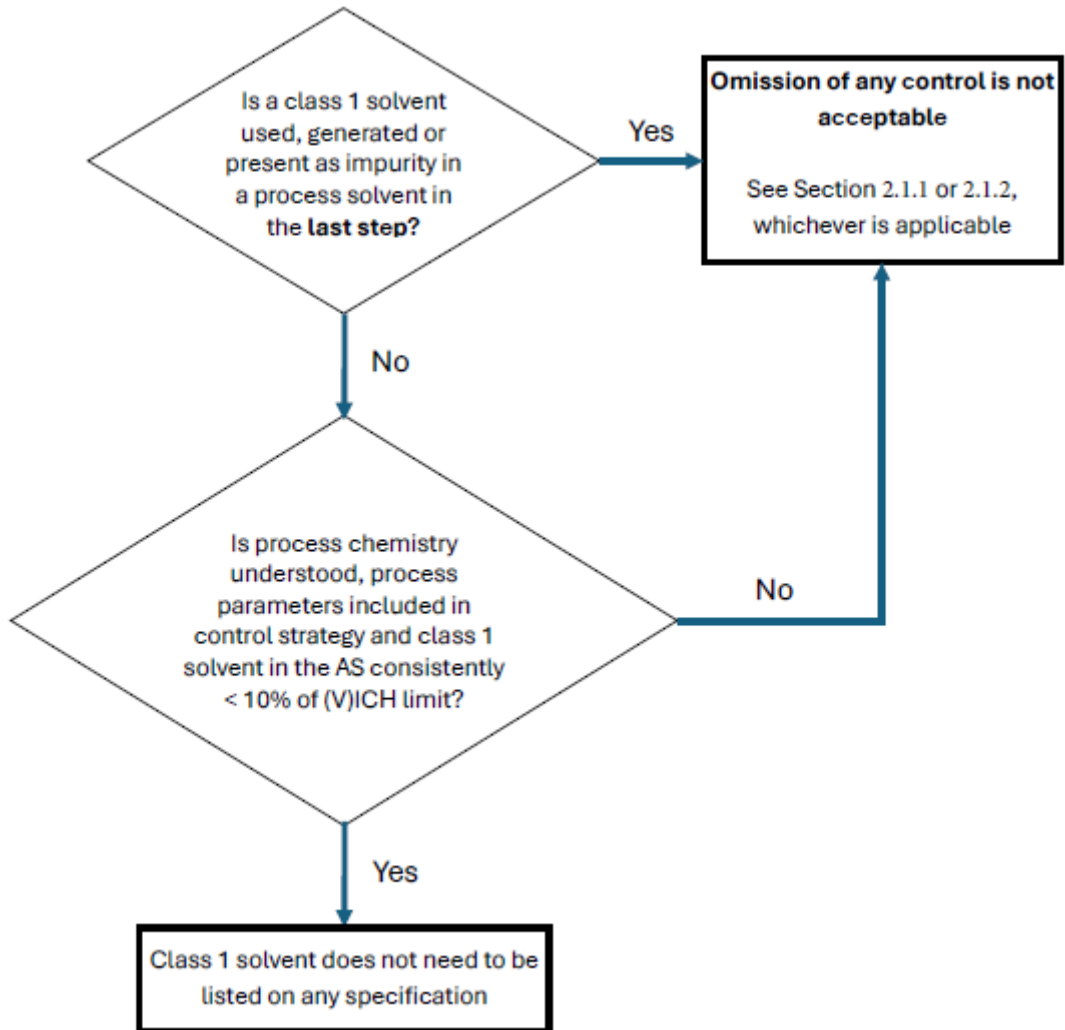 Is a class 1 solvent
used, generated or
present as impurity in
a process solvent in
the last step?
Yes
Omission of any control is not
acceptable
See Section 2.1.1 or 2.1.2,
whichever is applicable
No
Is process chemistry
understood, process
parameters included in
control strategy and class 1
solvent in the AS consistently
< 10% of (V)ICH limit?
No
Yes
Class 1 solvent does not need to be
listed on any specification